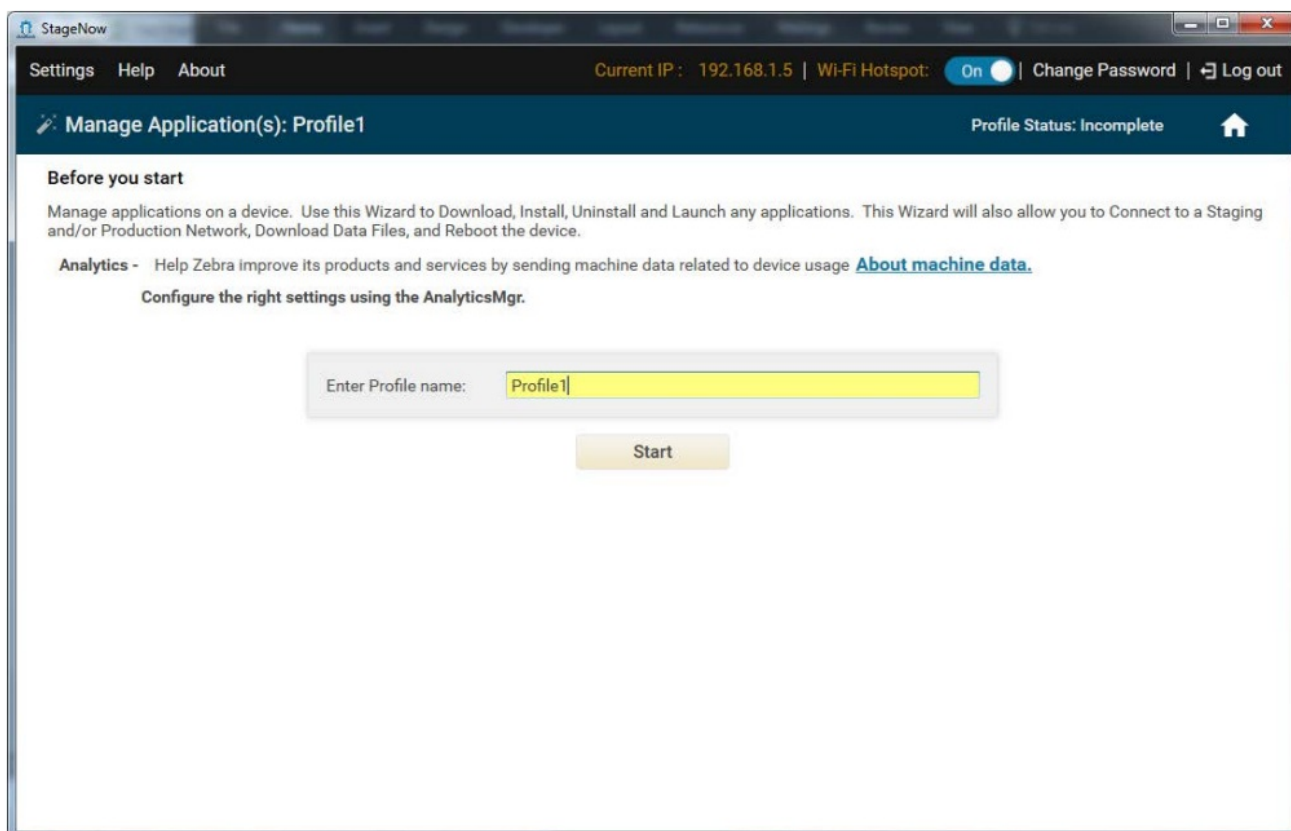 StageNow
Settings Help About Current IP : 192.168.1.5 | Wi-Fi Hotspot: On | Change Password | Log out
Manage Application(s): Profile1 Profile Status: Incomplete
Before you start
Manage applications on a device. Use this Wizard to Download, Install, Uninstall and Launch any applications. This Wizard will also allow you to Connect to a Staging
and/or Production Network, Download Data Files, and Reboot the device.
Analytics - Help Zebra improve its products and services by sending machine data related to device usage About machine data.
Configure the right settings using the AnalyticsMgr.
Enter Profile name: Profile1
Start